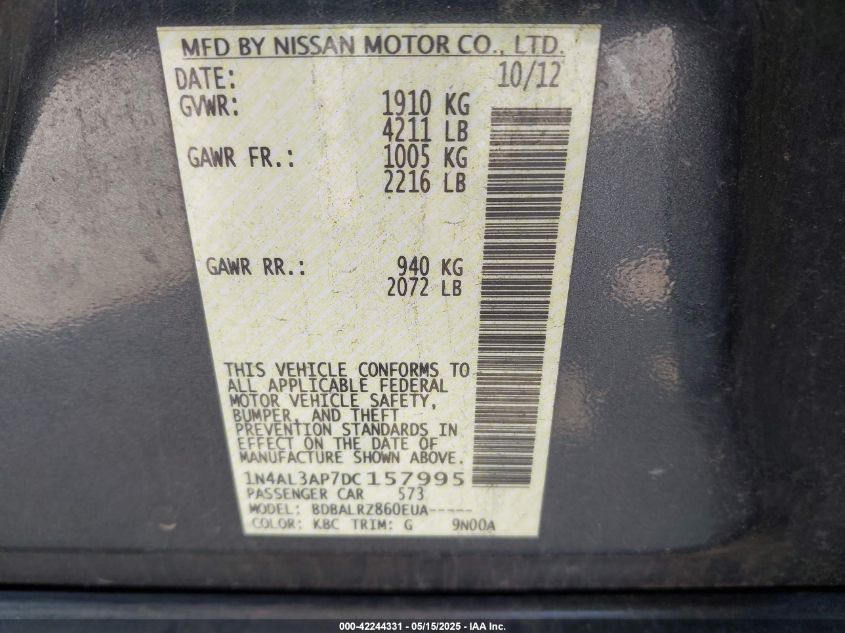 MFD BY NISSAN MOTOR CO., LTD.
DATE: 10/12
GVWR: 1910 KG
4211 LB
GAWR FR.: 1005 KG
2216 LB
GAWR RR.: 940 KG
2072 LB
THIS VEHICLE CONFORMS TO
ALL APPLICABLE FEDERAL
MOTOR VEHICLE SAFETY,
BUMPER, AND THEFT
PREVENTION STANDARDS IN
EFFECT ON THE DATE OF
MANUFACTURE SHOWN ABOVE.
1N4AL3AP7DC157995
PASSENGER CAR 573
MODEL: BDBALRZ860EUA-----
COLOR: KBC TRIM: G 9N00A
000-42244331 - 05/15/2025 - IAA Inc.